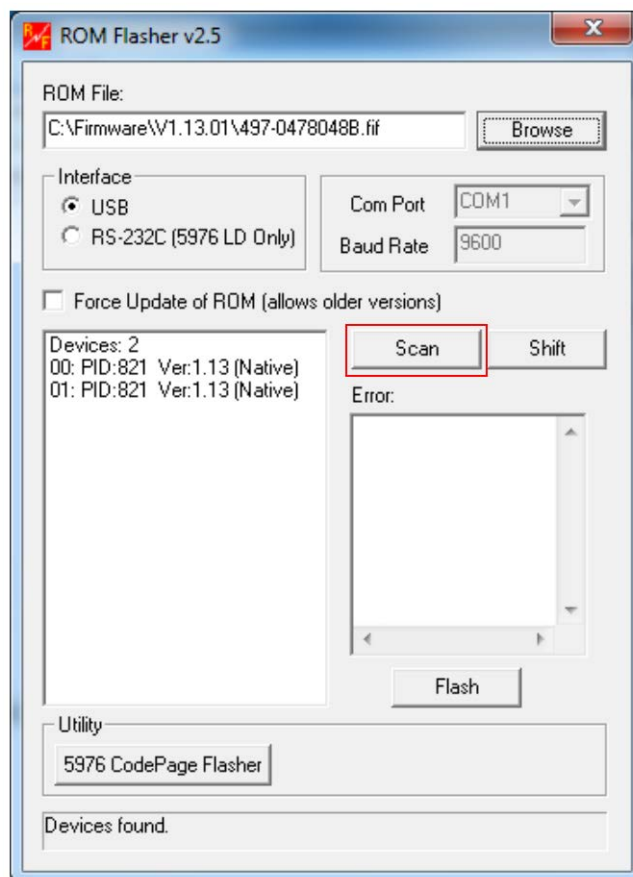 ROM Flasher v2.5
ROM File:
C:\Firmware\V1.13.01\497-0478048B.fif
Browse
Interface
USB
RS-232C (5976 LD Only)
Com Port
COM1
Baud Rate
9600
Force Update of ROM (allows older versions)
Devices: 2
00: PID:821 Ver:1.13 (Native)
01: PID:821 Ver:1.13 (Native)
Scan
Shift
Error:
Flash
Utility
5976 CodePage Flasher
Devices found.